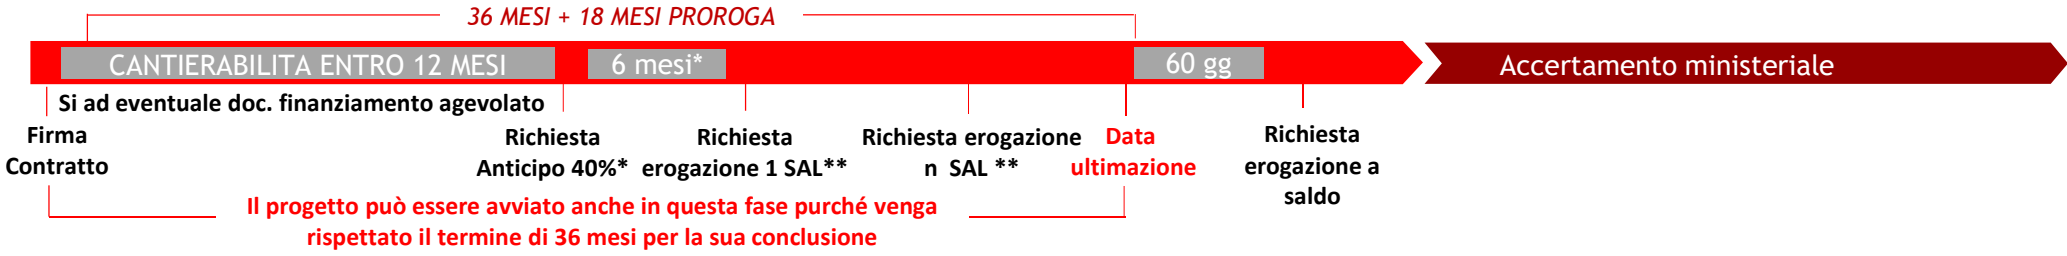 36 MESI + 18 MESI PROROGA
CANTIERABILITA ENTRO 12 MESI
6 mesi*
60 gg
Accertamento ministeriale
Si ad eventuale doc. finanziamento agevolato
Firma
Contratto
Richiesta
Anticipo 40%*
Richiesta
erogazione 1 SAL**
Richiesta erogazione
n SAL **
Data
ultimazione
Richiesta
erogazione a
saldo
Il progetto può essere avviato anche in questa fase purché venga
rispettato il termine di 36 mesi per la sua conclusione